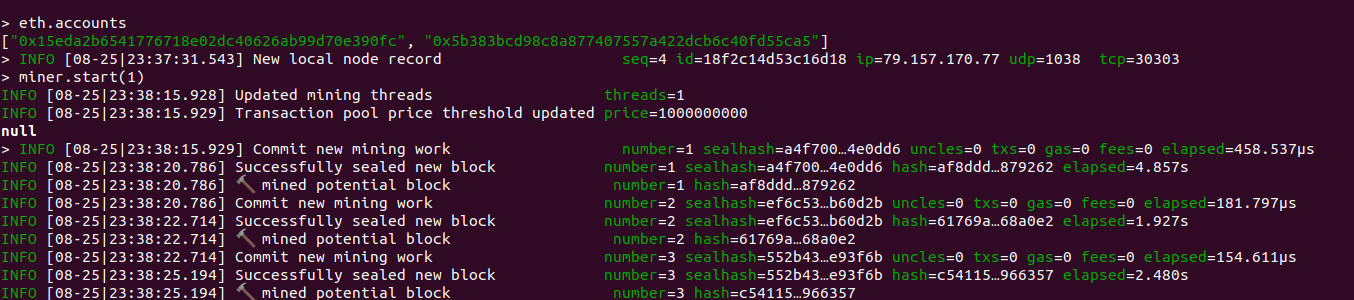 > eth.accounts
["0x15eda2b6541776718e02dc40626ab99d70e390fc", "0x5b383bcd98c8a877407557a422dcb6c40fd55ca5"]
> INFO [08-25|23:37:31.543] New local node record seq=4 id=18f2c14d53c16d18 ip=79.157.170.77 udp=1038 tcp=30303
> miner.start(1)
INFO [08-25|23:38:15.928] Updated mining threads threads=1
INFO [08-25|23:38:15.929] Transaction pool price threshold updated price=1000000000
null
> INFO [08-25|23:38:15.929] Commit new mining work number=1 sealhash=a4f700…4e0dd6 uncles=0 txs=0 gas=0 fees=0 elapsed=458.537µs
INFO [08-25|23:38:20.786] Successfully sealed new block number=1 sealhash=a4f700…4e0dd6 hash=af8ddd…879262 elapsed=4.857s
INFO [08-25|23:38:20.786] 🔨 mined potential block number=1 hash=af8ddd…879262
INFO [08-25|23:38:20.786] Commit new mining work number=2 sealhash=ef6c53…b60d2b uncles=0 txs=0 gas=0 fees=0 elapsed=181.797µs
INFO [08-25|23:38:22.714] Successfully sealed new block number=2 sealhash=ef6c53…b60d2b hash=61769a…68a0e2 elapsed=1.927s
INFO [08-25|23:38:22.714] 🔨 mined potential block number=2 hash=61769a…68a0e2
INFO [08-25|23:38:22.714] Commit new mining work number=3 sealhash=552b43…e93f6b uncles=0 txs=0 gas=0 fees=0 elapsed=154.611µs
INFO [08-25|23:38:25.194] Successfully sealed new block number=3 sealhash=552b43…e93f6b hash=c54115…966357 elapsed=2.480s
INFO [08-25|23:38:25.194] 🔨 mined potential block number=3 hash=c54115…966357